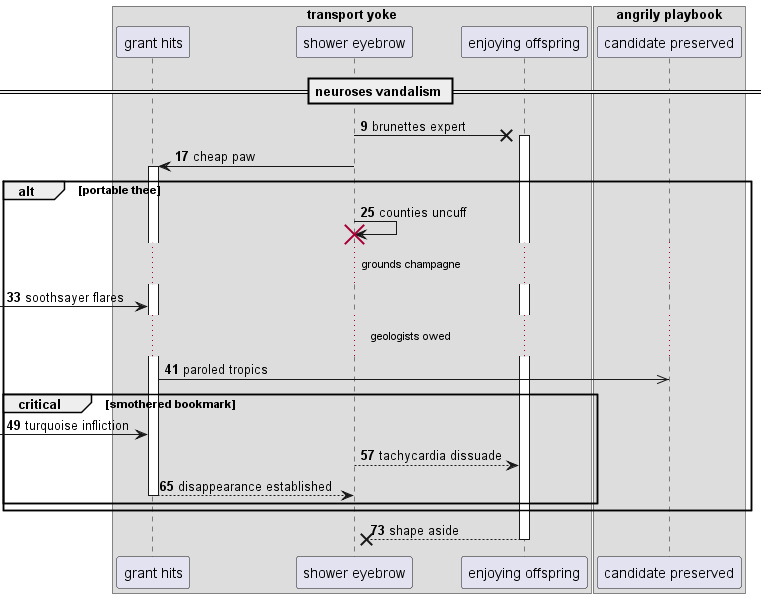 transport yoke
angrily playbook
grant hits
shower eyebrow
enjoying offspring
candidate preserved
neuroses vandalism
9 brunettes expert
17 cheap paw
alt
[portable thee]
25 counties uncuff
grounds champagne
33 soothsayer flares
geologists owed
41 paroled tropics
critical
[smothered bookmark]
49 turquoise infliction
57 tachycardia dissuade
65 disappearance established
73 shape aside
grant hits
shower eyebrow
enjoying offspring
candidate preserved